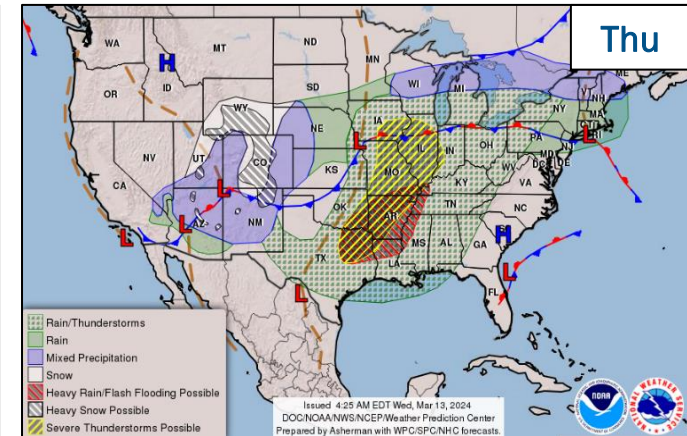 Thu
WA
MT
ND
MN
OR
ID
H
SD
WI
MI
ME
VT
NH
NY
MA
CT
RI
WY
NE
IA
PA
NJ
NV
UT
CO
L
IL
IN
OH
MD
DE
DC
WV
VA
CA
KS
MO
KY
L
L
AZ
NM
OK
AR
TN
NC
L
TX
LA
MS
AL
GA
SC
H
L
L
FL
L
Rain/Thunderstorms
Rain
Mixed Precipitation
Snow
Heavy Rain/Flash Flooding Possible
Heavy Snow Possible
Severe Thunderstorms Possible
Issued 4:25 AM EDT Wed, Mar 13, 2024
DOC/NOAA/NWS/NCEP/Weather Prediction Center
Prepared by Asherman with WPC/SPC/NHC forecasts.
NOAA